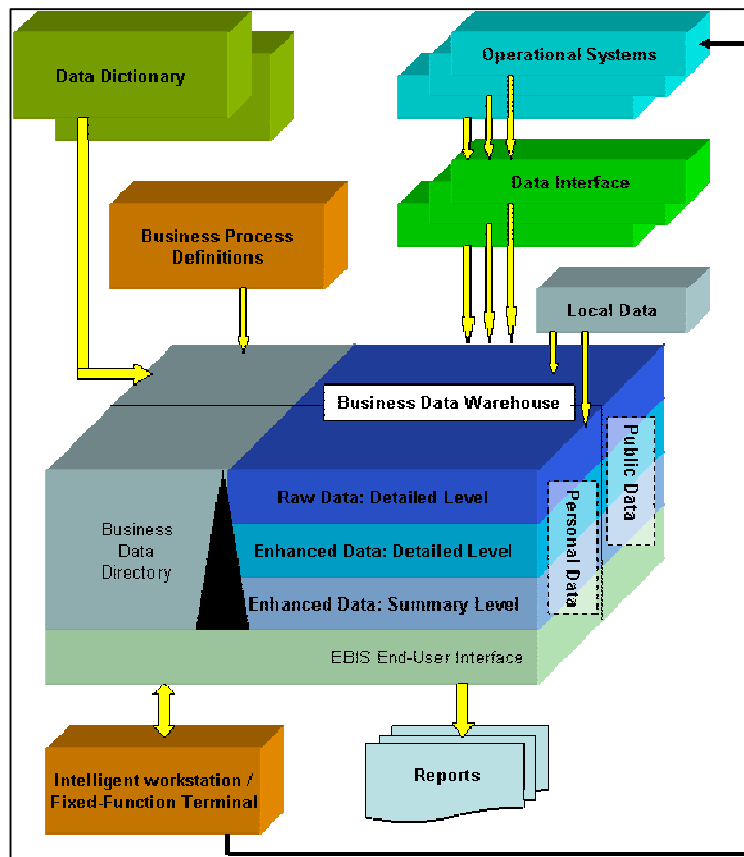 Data Dictionary
Operational Systems
Data Interface
Business Process
Definitions
Local Data
Business Data Warehouse
Public Data
Personal Data
Raw Data: Detailed Level
Business
Data
Directory
Enhanced Data: Detailed Level
Enhanced Data: Summary Level
EBIS End-User Interface
Intelligent workstation /
Fixed-Function Terminal
Reports